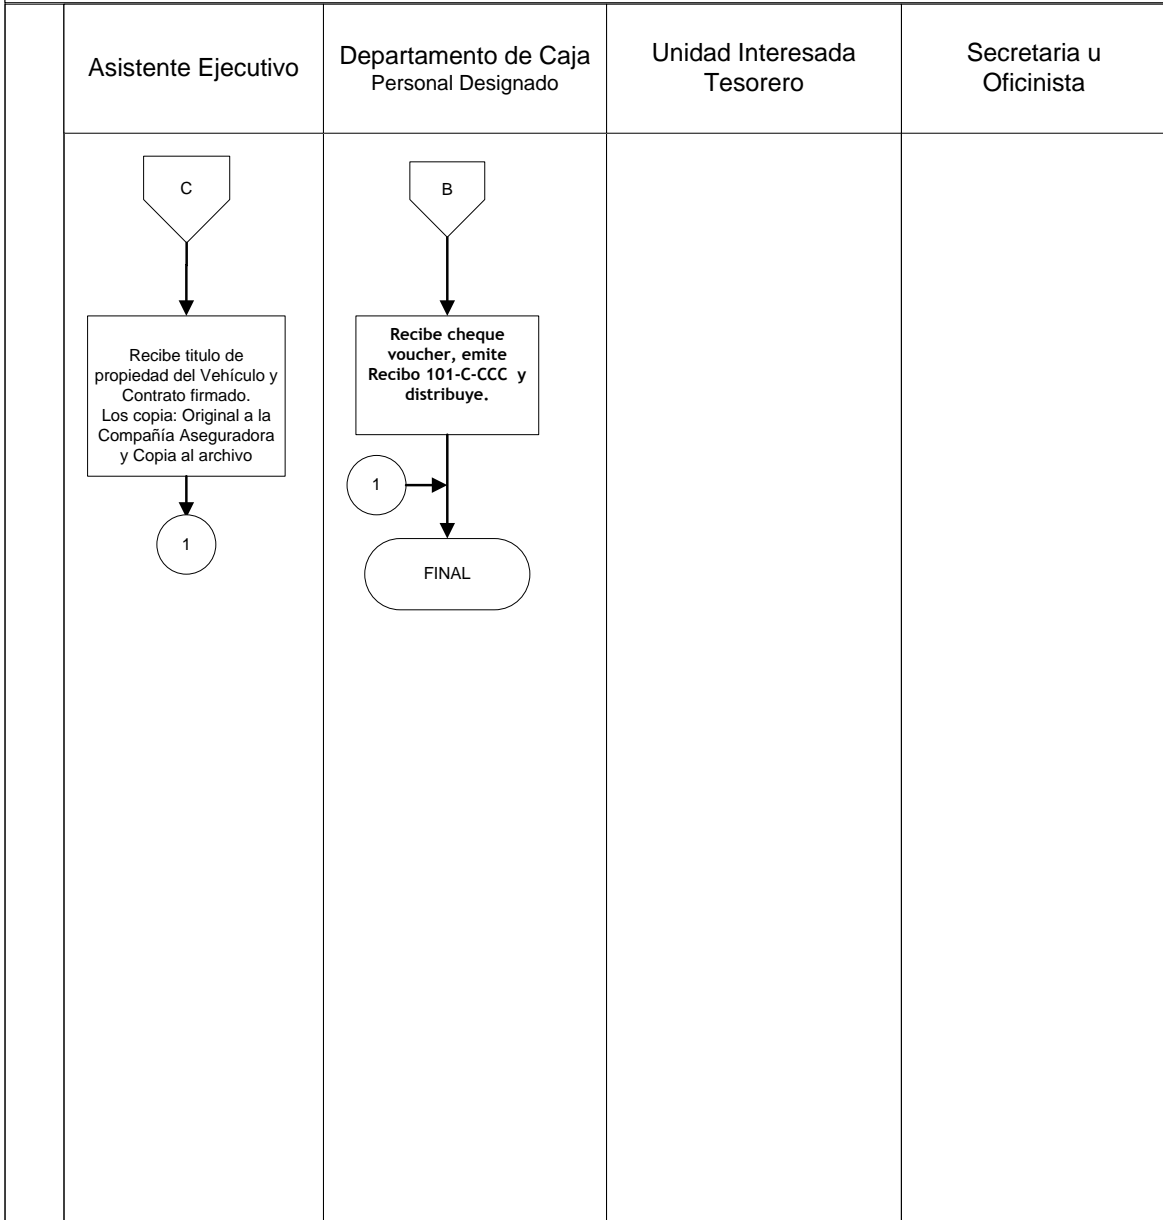 Asistente Ejecutivo
Departamento de Caja
Personal Designado
Unidad Interesada
Tesorero
Secretaria u
Oficinista
C
Recibe titulo de
propiedad del Vehículo y
Contrato firmado.
Los copia: Original a la
Compañía Aseguradora
y Copia al archivo
1
B
Recibe cheque
voucher, emite
Recibo 101-C-CCC y
distribuye.
1
FINAL